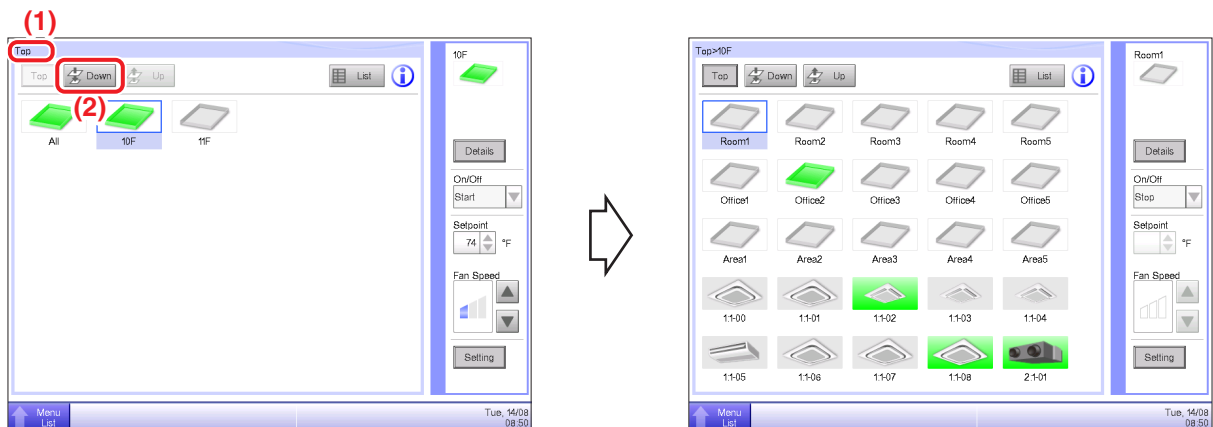 (1)
Top
Top
Down
Up
List
(2)
All
10F
11F
10F
Details
On/Off
Start
Setpoint
74
°F
Fan Speed
Setting
Menu
List
Tue, 14/08
08:50
Top>10F
Top
Down
Up
List
Room1
Room2
Room3
Room4
Room5
Office1
Office2
Office3
Office4
Office5
Area1
Area2
Area3
Area4
Area5
1:1-00
1:1-01
1:1-02
1:1-03
1:1-04
1:1-05
1:1-06
1:1-07
1:1-08
2:1-01
Room1
Details
On/Off
Stop
Setpoint
°F
Fan Speed
Setting
Menu
List
Tue, 14/08
08:50